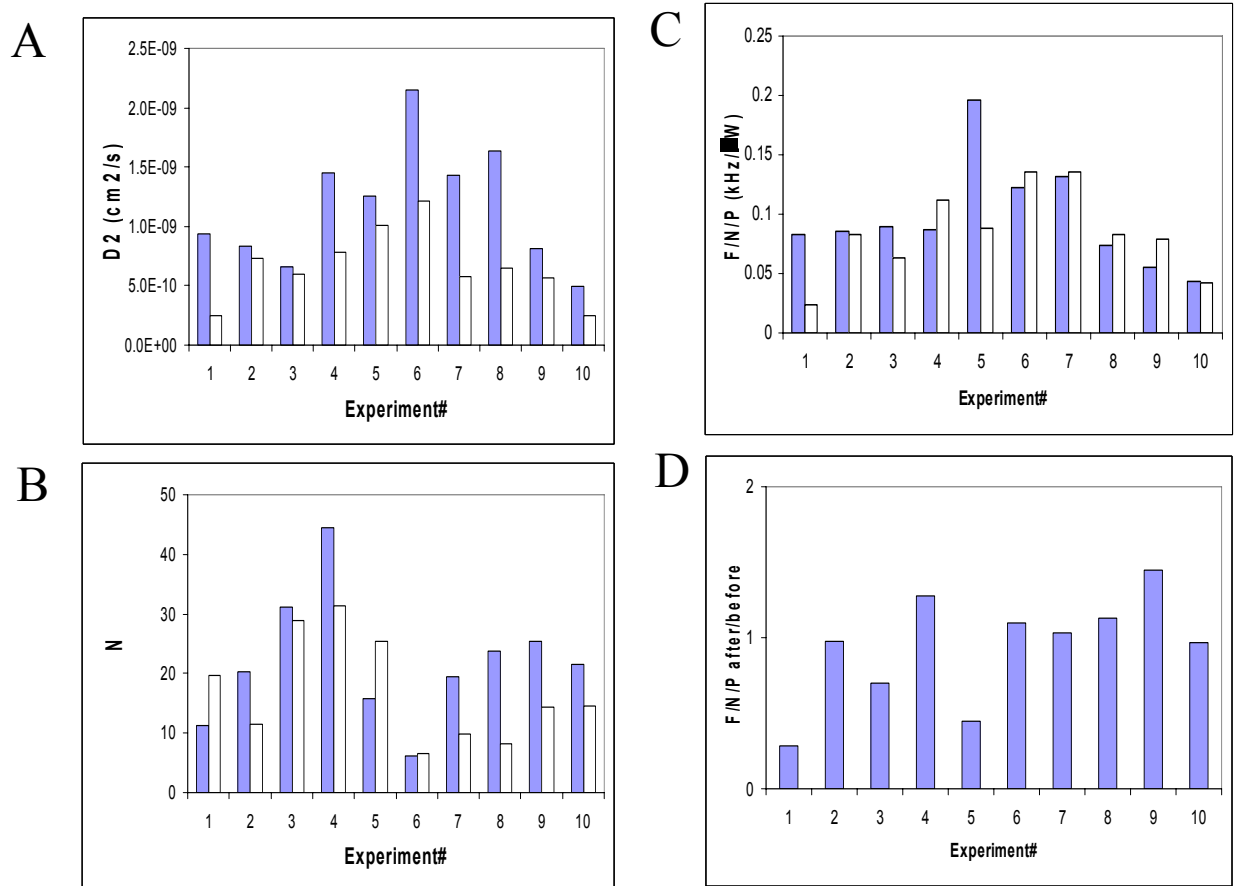 A
2.5E-09
2.0E-09
1.5E-09
1.0E-09
5.0E-10
0.0E+00
D2 (cm2/s)
1 2 3 4 5 6 7 8 9 10
Experiment#
B
50
40
30
20
10
0
N
1 2 3 4 5 6 7 8 9 10
Experiment#
C
0.25
0.2
0.15
0.1
0.05
0
F/N/P (kHz/■W)
1 2 3 4 5 6 7 8 9 10
Experiment#
D
2
1
0
F/N/P after/before
1 2 3 4 5 6 7 8 9 10
Experiment#